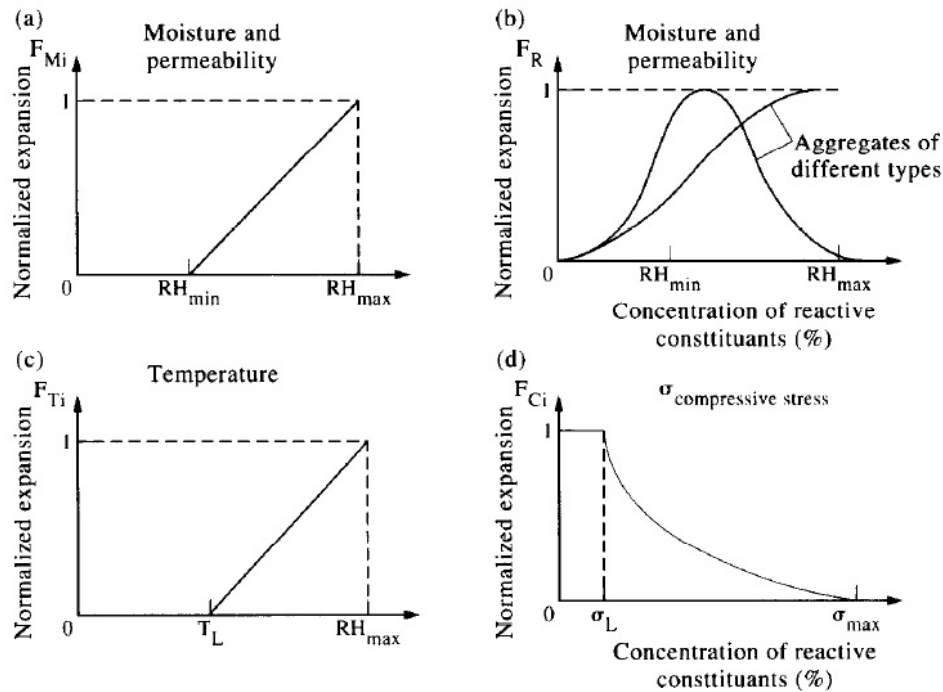 (a)
F_Mi
Moisture and
permeability
Normalized expansion
1
0
RH_min
RH_max
(b)
F_R
Moisture and
permeability
Normalized expansion
1
Aggregates of
different types
0
RH_min
RH_max
Concentration of reactive
consttituants (%)
(c)
F_Ti
Temperature
Normalized expansion
1
0
T_L
RH_max
(d)
F_Ci
σ_compressive stress
Normalized expansion
1
0
σ_L
σ_max
Concentration of reactive
consttituants (%)